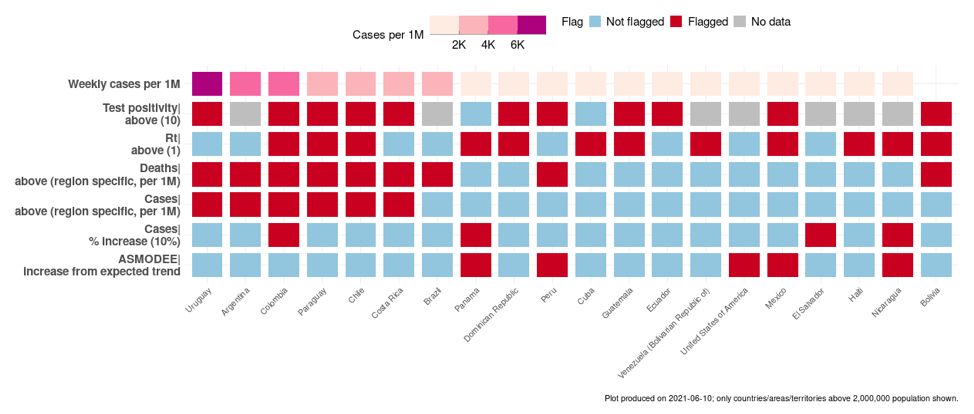 Cases per 1M
2K 4K 6K
Flag Not flagged Flagged No data
Weekly cases per 1M
Test positivity|
above (10)
Rt|
above (1)
Deaths|
above (region specific, per 1M)
Cases|
above (region specific, per 1M)
Cases|
% increase (10%)
ASMODEE|
increase from expected trend
Uruguay
Argentina
Colombia
Paraguay
Chile
Costa Rica
Brazil
Panama
Dominican Republic
Peru
Cuba
Guatemala
Ecuador
Venezuela (Bolivarian Republic of)
United States of America
Mexico
El Salvador
Haiti
Nicaragua
Bolivia
Plot produced on 2021-06-10; only countries/areas/territories above 2,000,000 population shown.